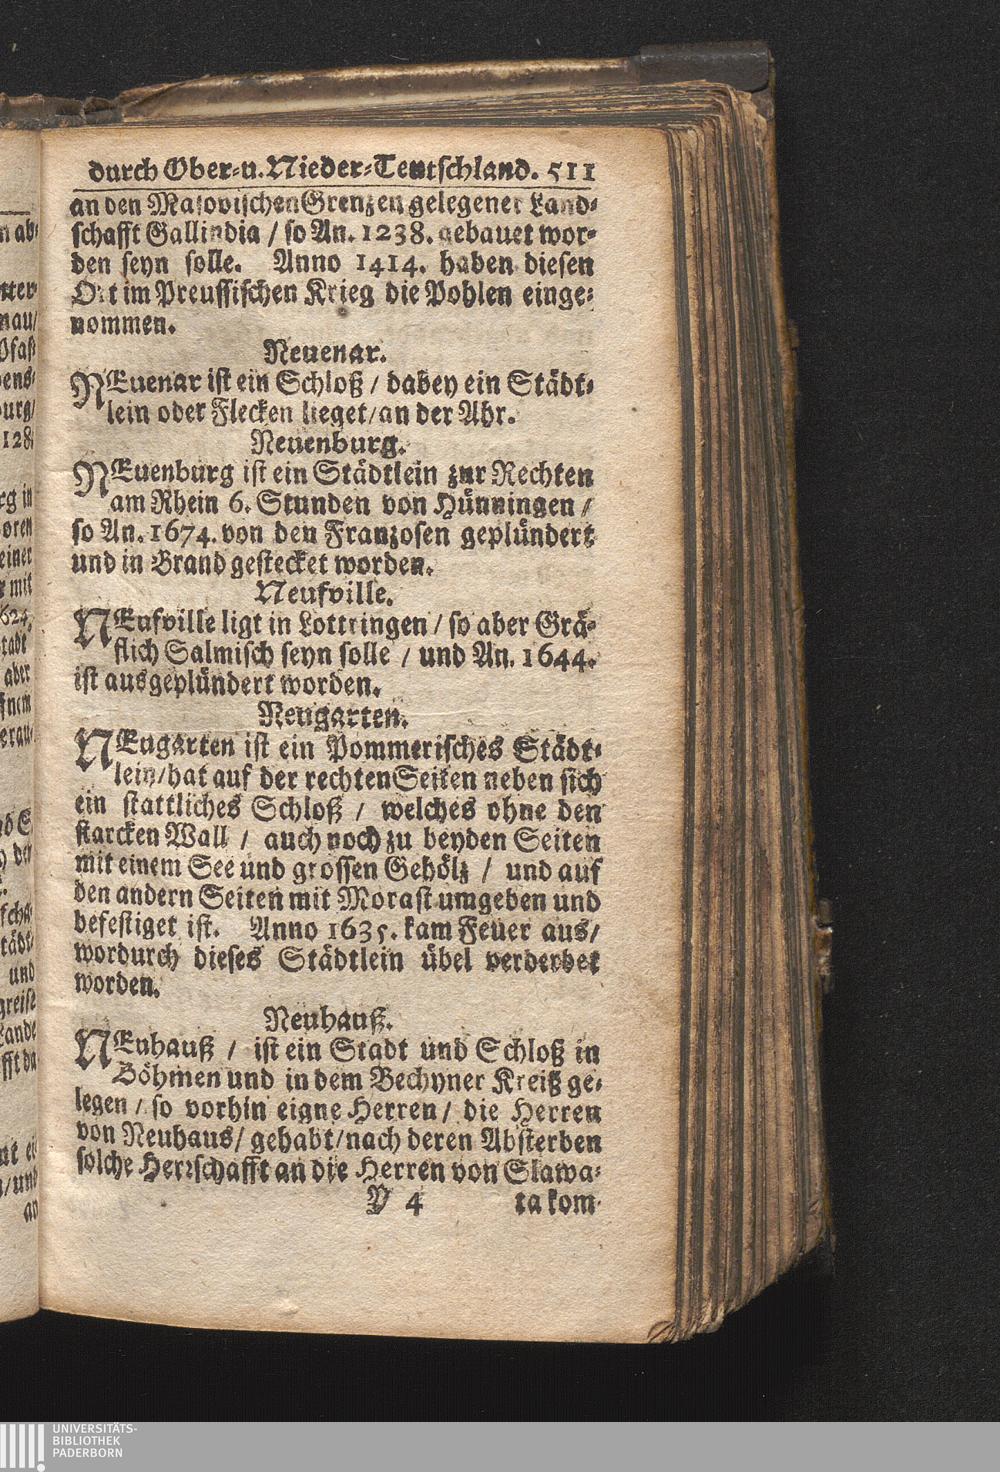 durch Ober-u. Nieder-Teutschland. 511
an den Masovischen Grenzen gelegener Land-
schafft Gallindia / so An. 1238. gebauet wor-
den seyn solle. Anno 1414. haben diesen
Ort im Preussischen Krieg die Pohlen einge-
nommen.
Neuenar.
NEuenar ist ein Schloß / dabey ein Städt-
lein oder Flecken lieget / an der Ahr.
Neuenburg.
NEuenburg ist ein Städtlein zur Rechten
am Rhein 6. Stunden von Hünningen /
so An. 1674. von den Franzosen geplündert
und in Brand gestecket worden.
Neufville.
NEufville ligt in Lottringen / so aber Grä-
flich Salmisch seyn solle / und An. 1644.
ist ausgeplündert worden.
Neugarten.
NEugarten ist ein Pommerisches Städt-
lein / hat auf der rechten Seiten neben sich
ein stattliches Schloß / welches ohne den
starcken Wall / auch noch zu beyden Seiten
mit einem See und grossen Gehölz / und auf
den andern Seiten mit Morast umgeben und
befestiget ist. Anno 1635. kam Feuer aus /
wordurch dieses Städtlein übel verderbet
worden.
Neuhauß.
NEuhauß / ist ein Stadt und Schloß in
Böhmen und in dem Bechyner Kreiß ge-
legen / so vorhin eigne Herren / die Herren
von Neuhaus / gehabt / nach deren Absterben
solche Herrschafft an die Herren von Slawa-
Y 4 ta kom-
UNIVERSITÄTS-
BIBLIOTHEK
PADERBORN